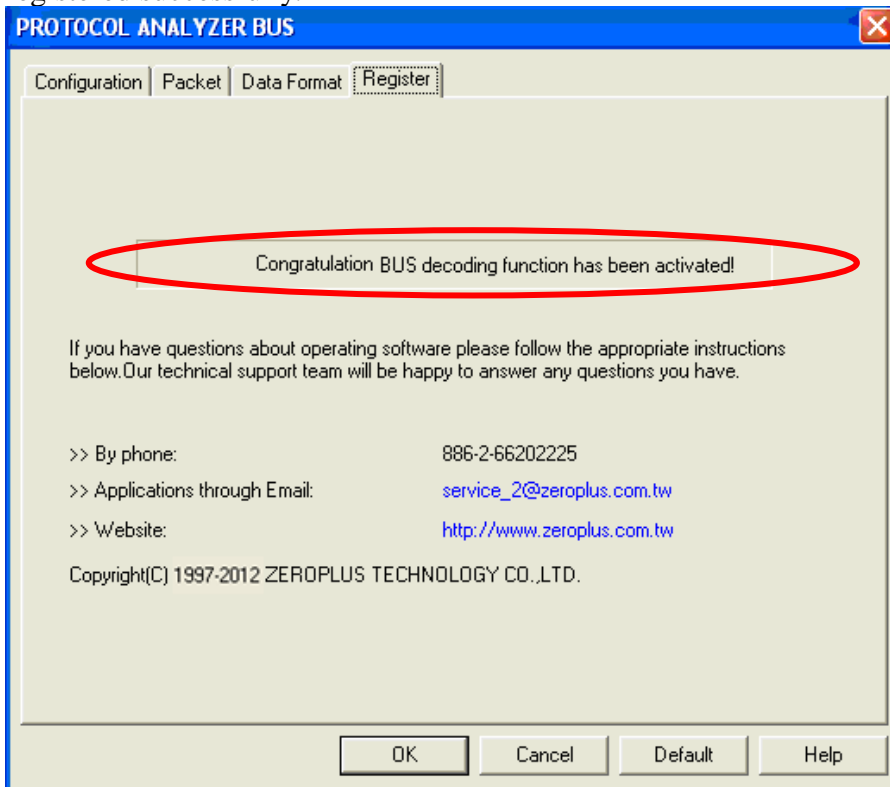 registered successfully.
PROTOCOL ANALYZER BUS
Configuration Packet Data Format Register
Congratulation BUS decoding function has been activated!
If you have questions about operating software please follow the appropriate instructions
below.Our technical support team will be happy to answer any questions you have.
>> By phone: 886-2-66202225
>> Applications through Email: service_2@zeroplus.com.tw
>> Website: http://www.zeroplus.com.tw
Copyright(C) 1997-2012 ZEROPLUS TECHNOLOGY CO.,LTD.
OK Cancel Default Help